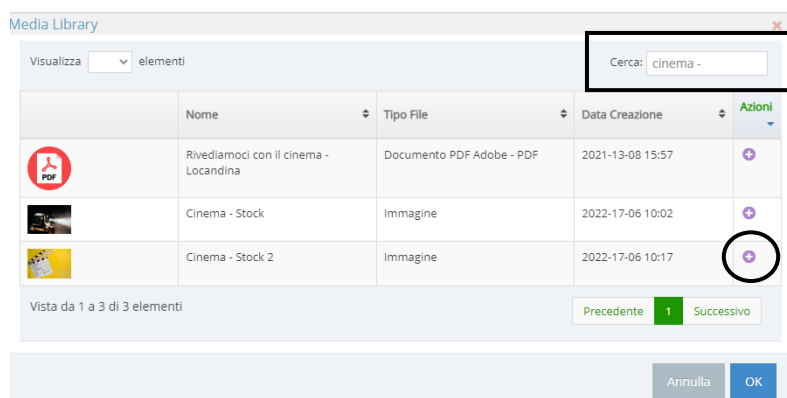 Media Library
Visualizza elementi
Cerca: cinema -
Nome Tipo File Data Creazione Azioni
PDF
Rivediamoci con il cinema - Documento PDF Adobe - PDF 2021-13-08 15:57
Locandina
Cinema - Stock Immagine 2022-17-06 10:02
Cinema - Stock 2 Immagine 2022-17-06 10:17
Vista da 1 a 3 di 3 elementi
Precedente 1 Successivo
Annulla OK